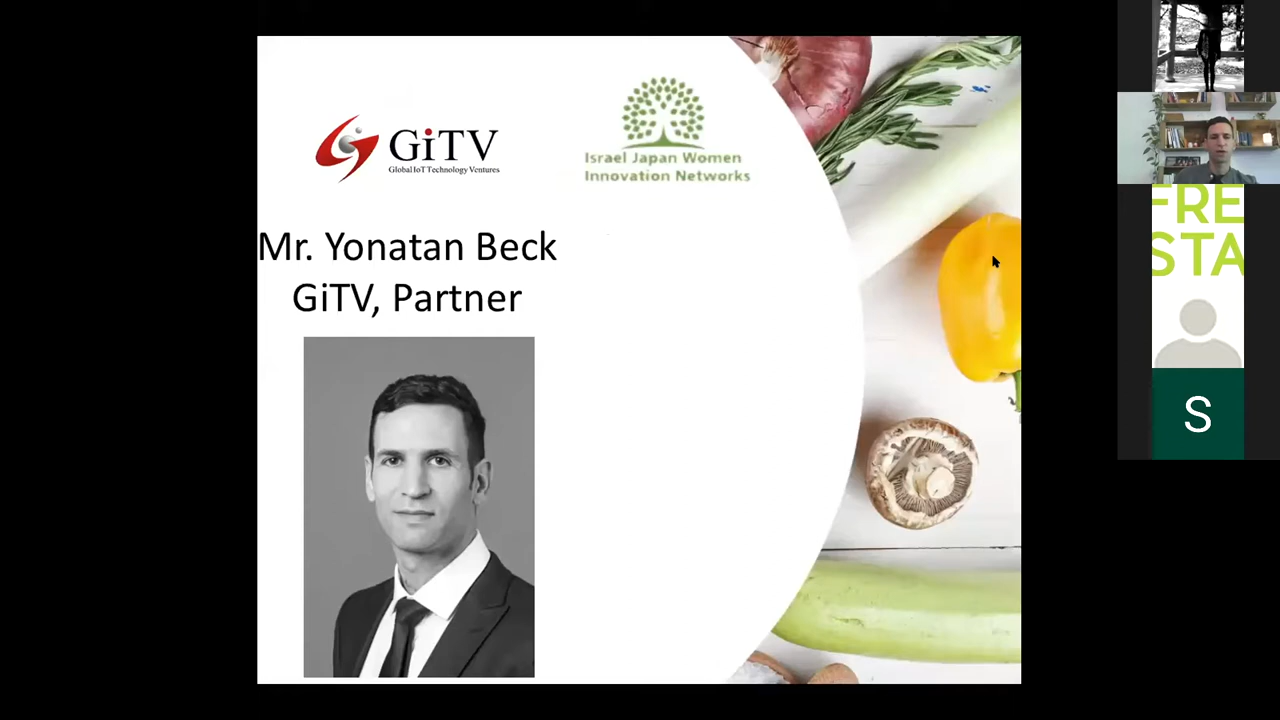 GiTV
Global IoT Technology Ventures
Israel Japan Women
Innovation Networks
Mr. Yonatan Beck
GiTV, Partner
FRE
STA
S